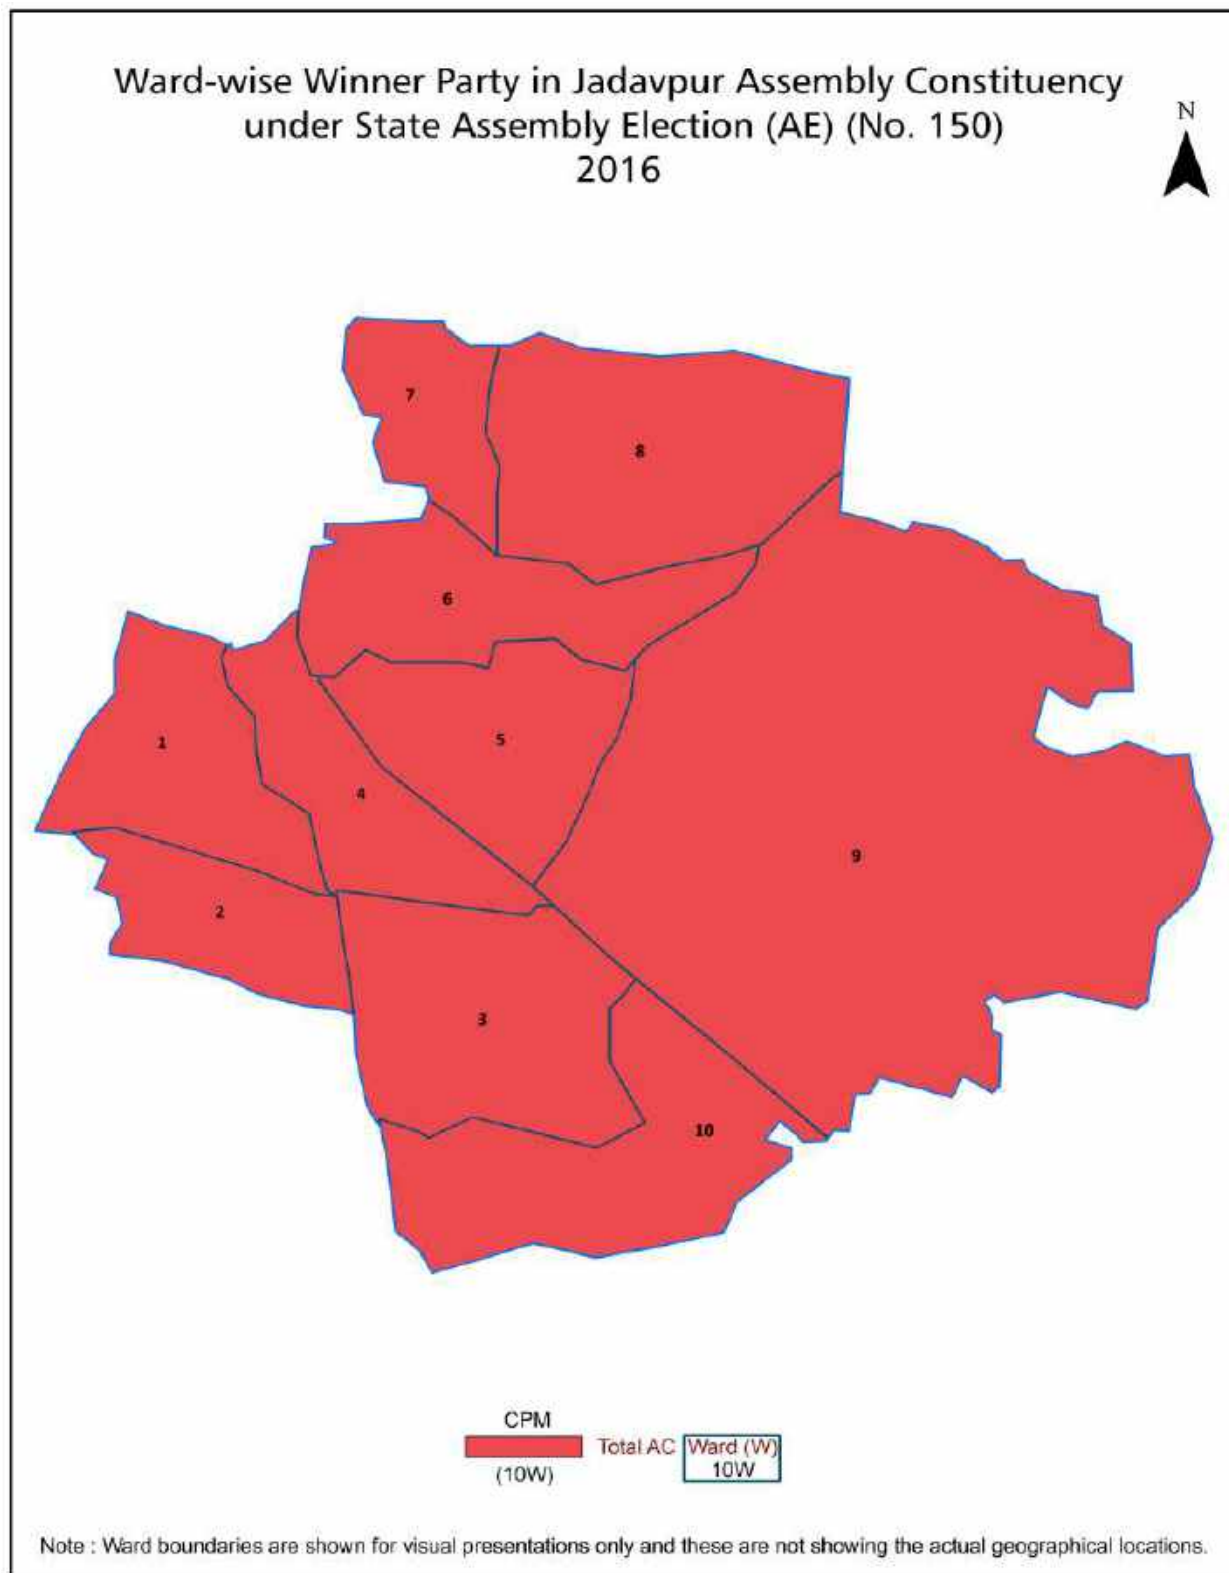 Ward-wise Winner Party in Jadavpur Assembly Constituency
under State Assembly Election (AE) (No. 150)
2016
N
7
8
6
1
5
4
9
2
3
10
CPM
Total AC Ward (W)
(10W) 10W
Note : Ward boundaries are shown for visual presentations only and these are not showing the actual geographical locations.